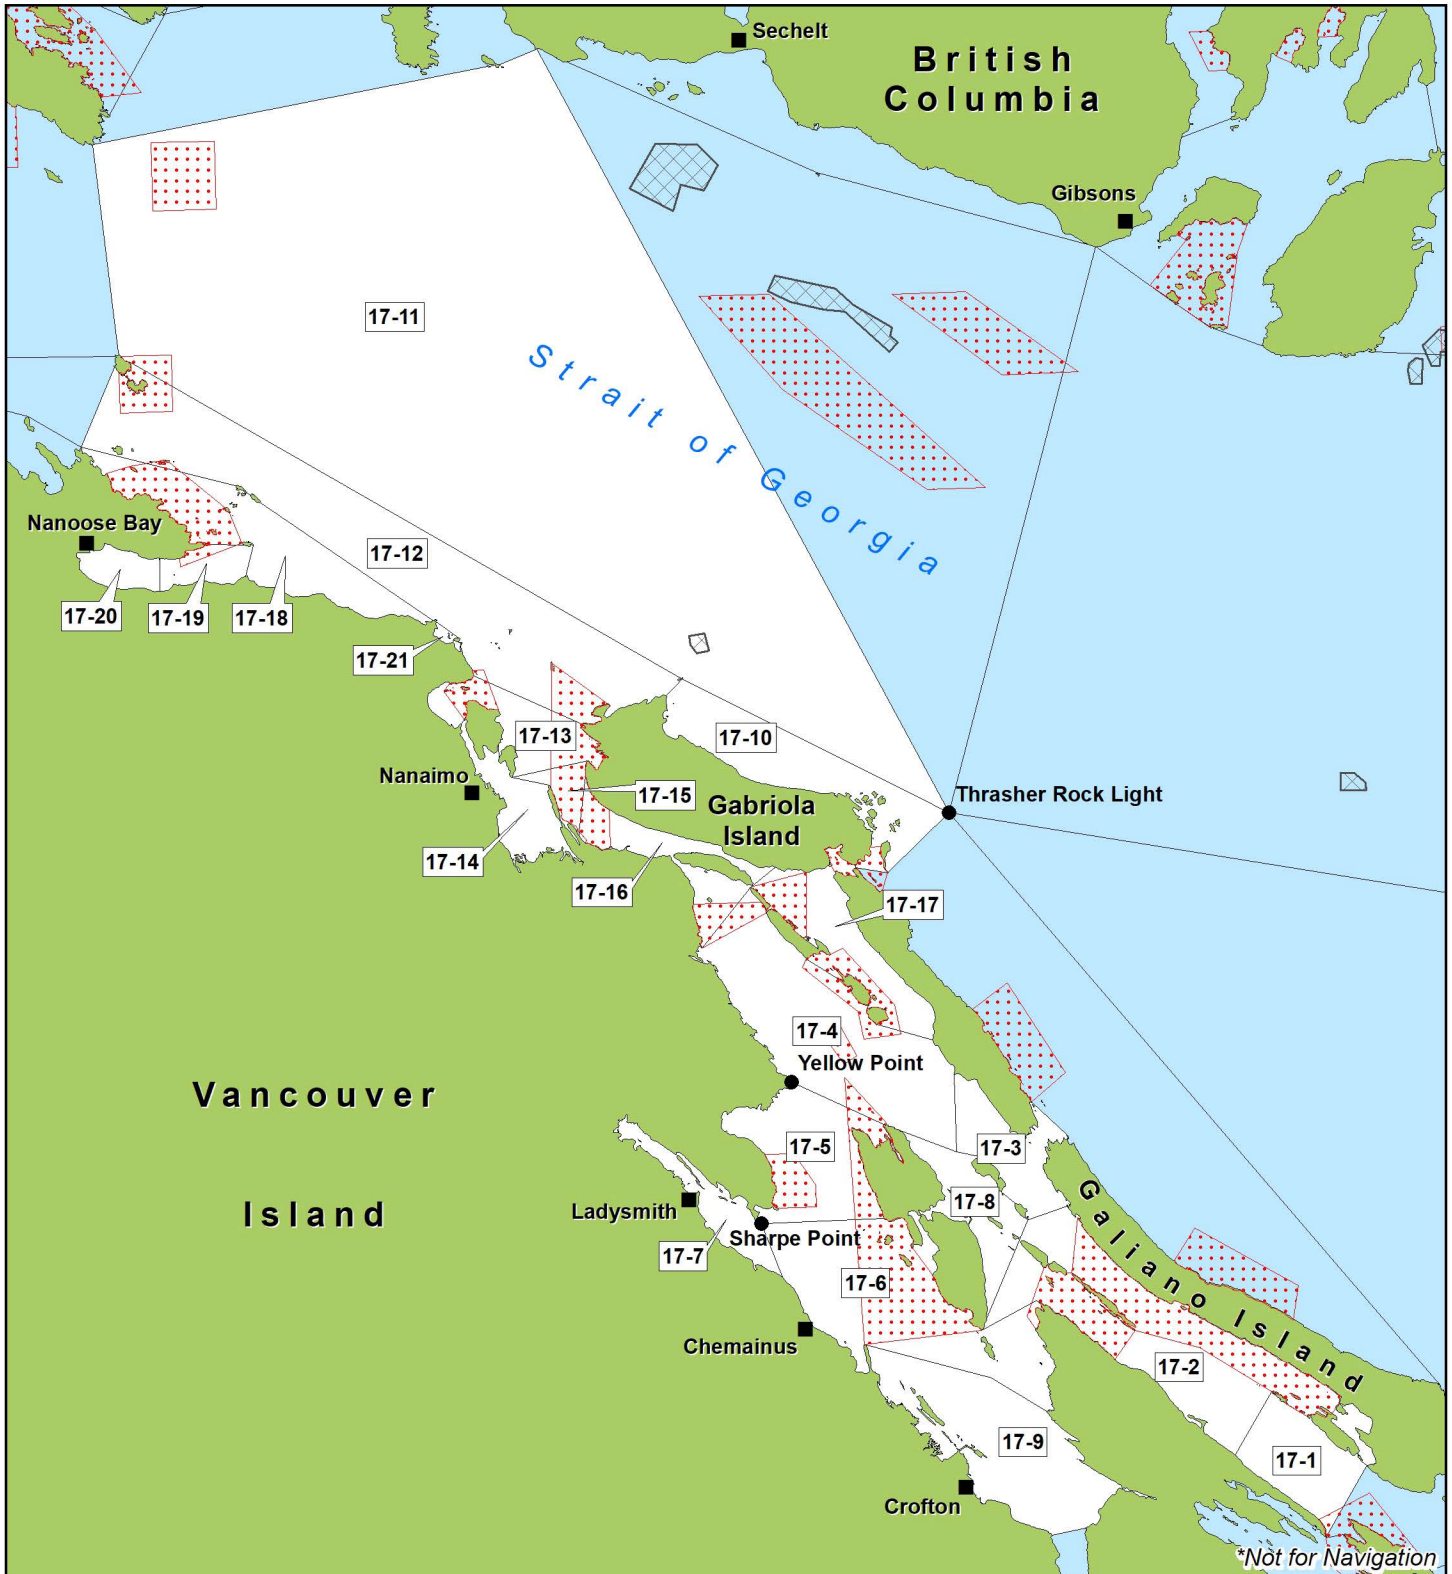 Sechelt
British
Columbia
Gibsons
17-11
Strait of Georgia
Nanoose Bay
17-12
17-20
17-19
17-18
17-21
17-13
17-10
Nanaimo
17-15
Thrasher Rock Light
Gabriola
Island
17-14
17-16
17-17
17-4
Yellow Point
Vancouver
Island
17-5
17-3
17-8
Ladysmith
Sharpe Point
17-7
17-6
Galiano Island
Chemainus
17-2
17-9
17-1
Crofton
*Not for Navigation